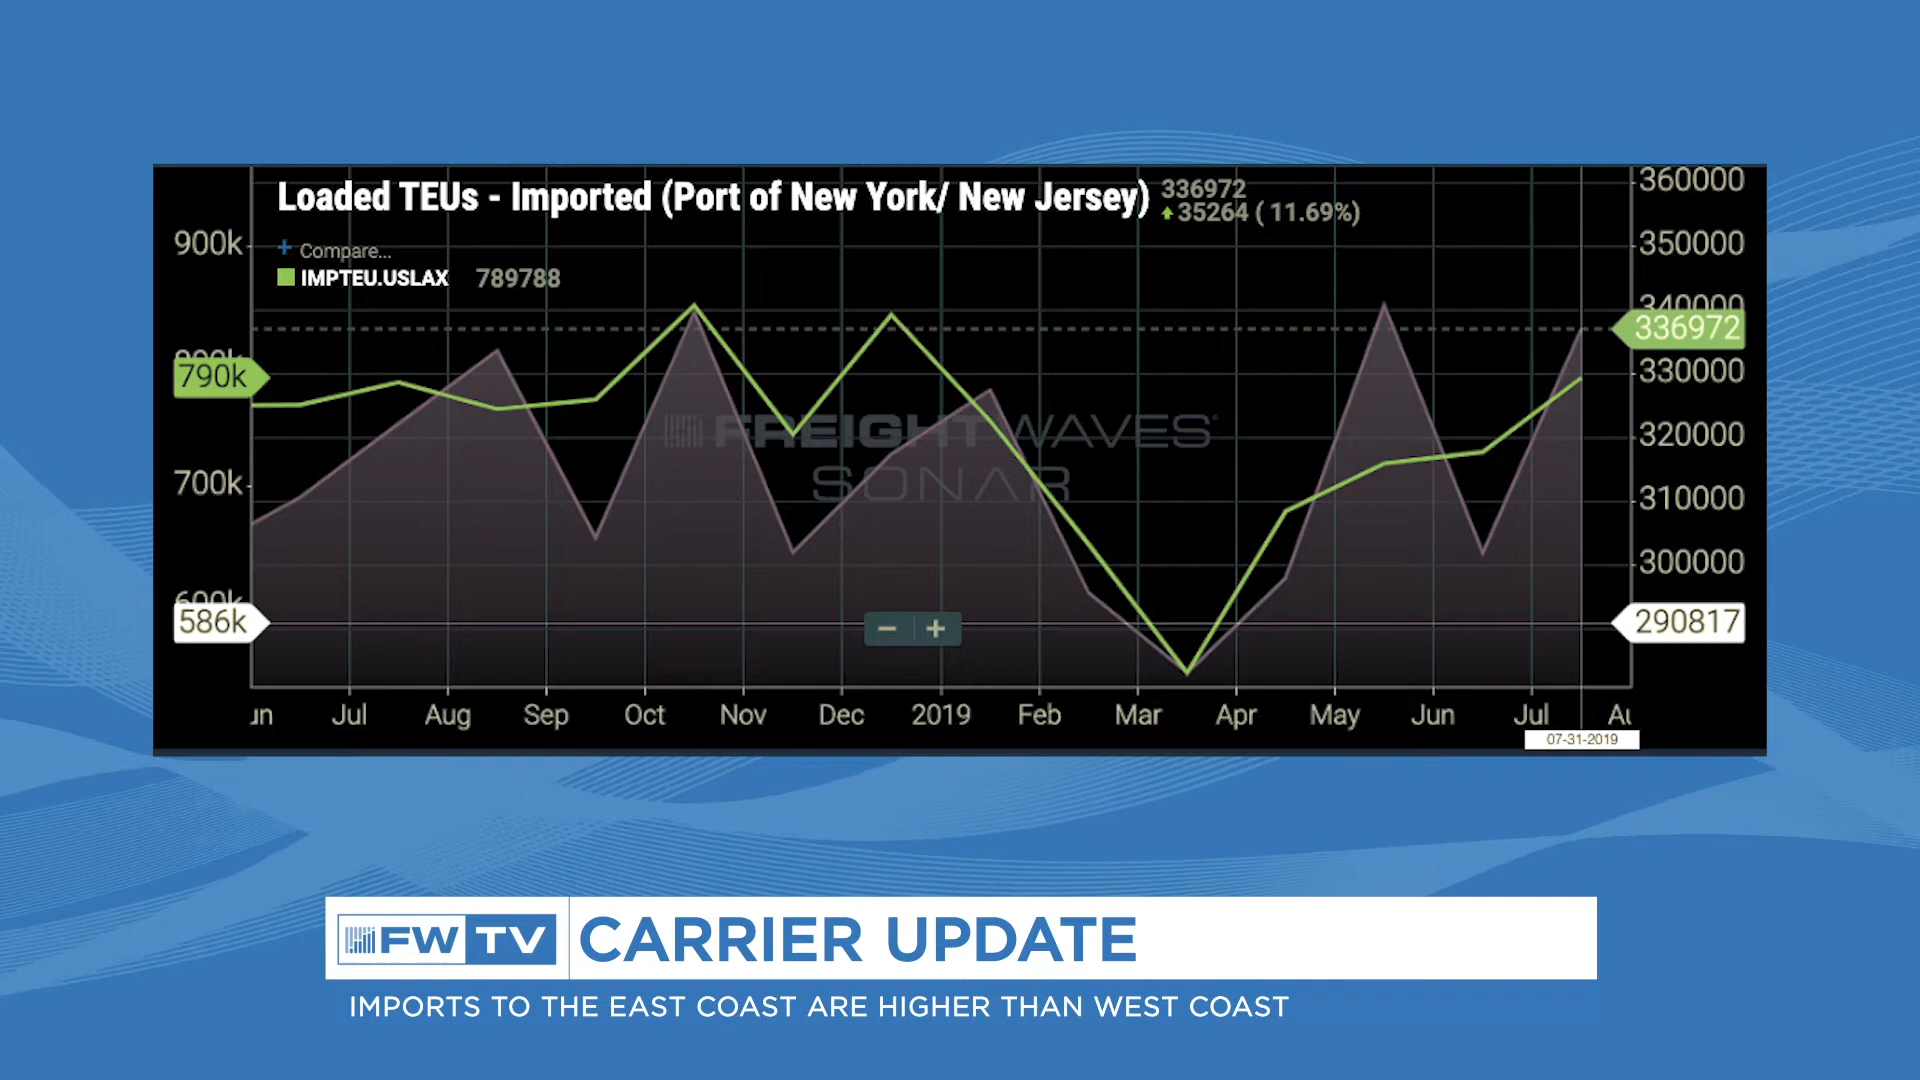 Loaded TEUs - Imported (Port of New York/ New Jersey) 336972
35264 ( 11.69%)
+ Compare...
IMPTEU.USLAX 789788
900k
790k
700k
586k
360000
350000
340000
336972
330000
320000
310000
300000
290817
FREIGHTWAVES
SONAR
− +
Jul Aug Sep Oct Nov Dec 2019 Feb Mar Apr May Jun Jul
07-31-2019
FWTV CARRIER UPDATE
IMPORTS TO THE EAST COAST ARE HIGHER THAN WEST COAST